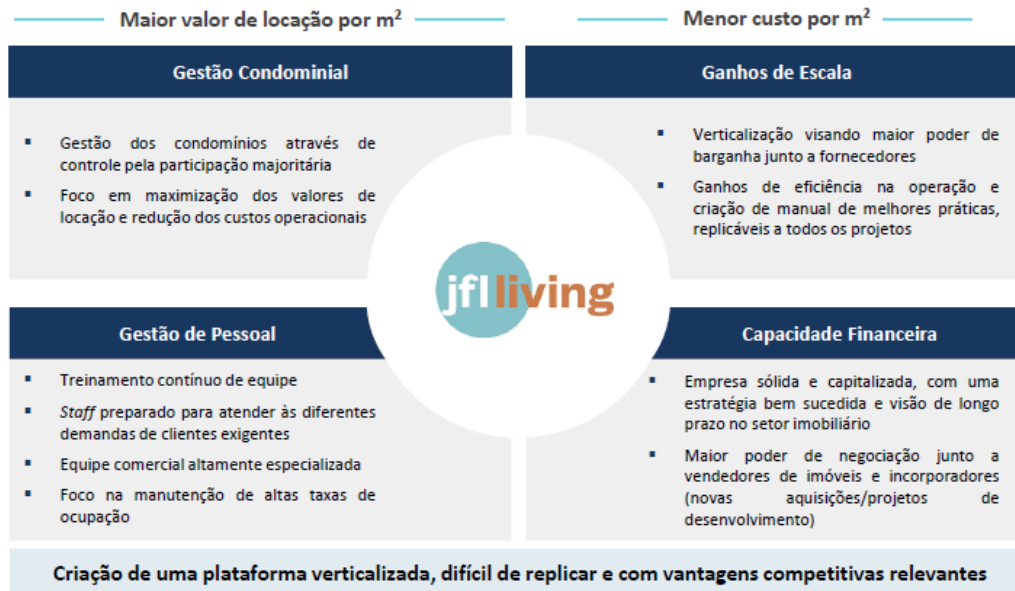 Maior valor de locação por m²
Menor custo por m²
Gestão Condominial
Gestão dos condomínios através de
controle pela participação majoritária
Foco em maximização dos valores de
locação e redução dos custos operacionais
Ganhos de Escala
Verticalização visando maior poder de
barganha junto a fornecedores
Ganhos de eficiência na operação e
criação de manual de melhores práticas,
replicáveis a todos os projetos
jfl living
Gestão de Pessoal
Treinamento contínuo de equipe
Staff preparado para atender às diferentes
demandas de clientes exigentes
Equipe comercial altamente especializada
Foco na manutenção de altas taxas de
ocupação
Capacidade Financeira
Empresa sólida e capitalizada, com uma
estratégia bem sucedida e visão de longo
prazo no setor imobiliário
Maior poder de negociação junto a
vendedores de imóveis e incorporadores
(novas aquisições/projetos de
desenvolvimento)
Criação de uma plataforma verticalizada, difícil de replicar e com vantagens competitivas relevantes